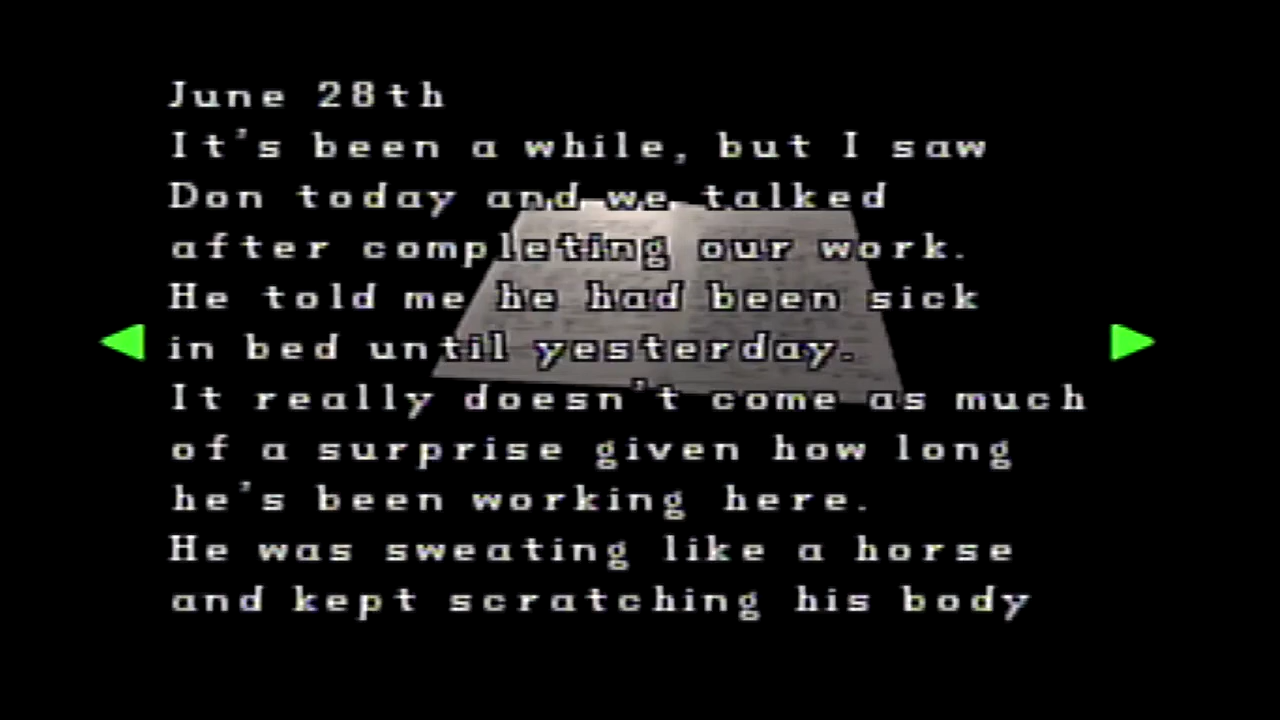 June 28th
It's been a while, but I saw
Don today and we talked
after completing our work.
He told me he had been sick
in bed until yesterday.
It really doesn't come as much
of a surprise given how long
he's been working here.
He was sweating like a horse
and kept scratching his body